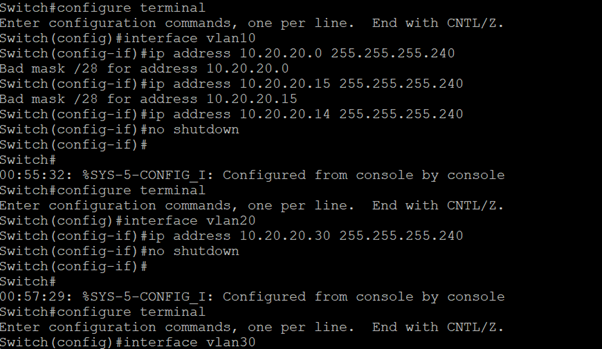 Switch#configure terminal
Enter configuration commands, one per line.  End with CNTL/Z.
Switch(config)#interface vlan10
Switch(config-if)#ip address 10.20.20.0 255.255.255.240
Bad mask /28 for address 10.20.20.0
Switch(config-if)#ip address 10.20.20.15 255.255.255.240
Bad mask /28 for address 10.20.20.15
Switch(config-if)#ip address 10.20.20.14 255.255.255.240
Switch(config-if)#no shutdown
Switch(config-if)#
Switch#
00:55:32: %SYS-5-CONFIG_I: Configured from console by console
Switch#configure terminal
Enter configuration commands, one per line.  End with CNTL/Z.
Switch(config)#interface vlan20
Switch(config-if)#ip address 10.20.20.30 255.255.255.240
Switch(config-if)#no shutdown
Switch(config-if)#
Switch#
00:57:29: %SYS-5-CONFIG_I: Configured from console by console
Switch#configure terminal
Enter configuration commands, one per line.  End with CNTL/Z.
Switch(config)#interface vlan30